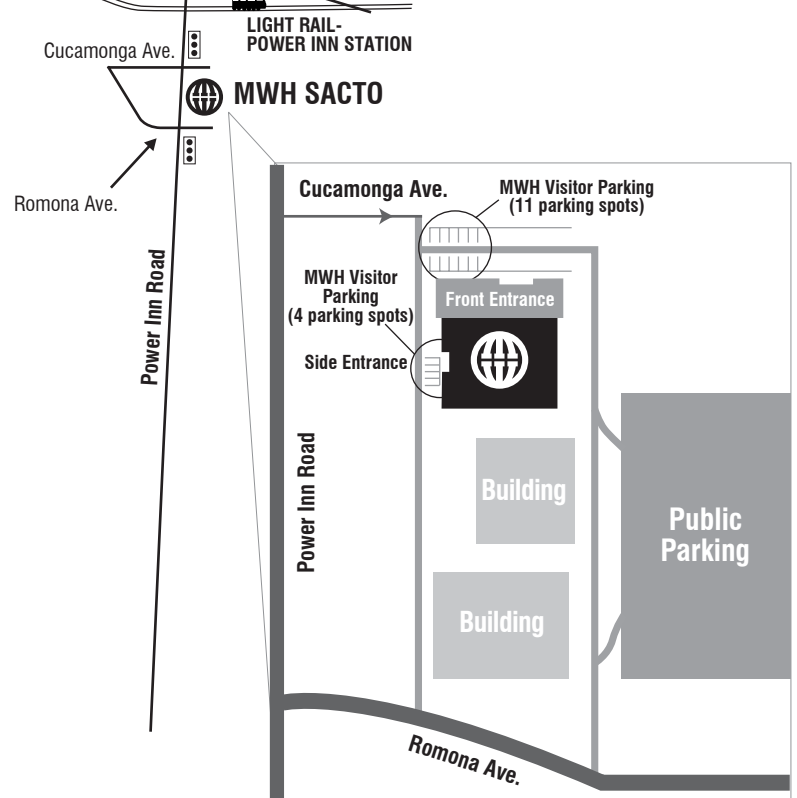 LIGHT RAIL-
POWER INN STATION
Cucamonga Ave.
MWH SACTO
Romona Ave.
Power Inn Road
Cucamonga Ave.
MWH Visitor Parking
(11 parking spots)
MWH Visitor
Parking
(4 parking spots)
Front Entrance
Side Entrance
Power Inn Road
Building
Public
Parking
Building
Romona Ave.